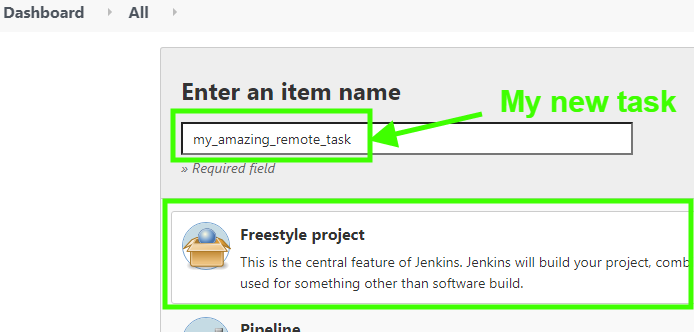 Dashboard All
Enter an item name
My new task
my_amazing_remote_task
» Required field
Freestyle project
This is the central feature of Jenkins. Jenkins will build your project, comb
used for something other than software build.
Pipeline